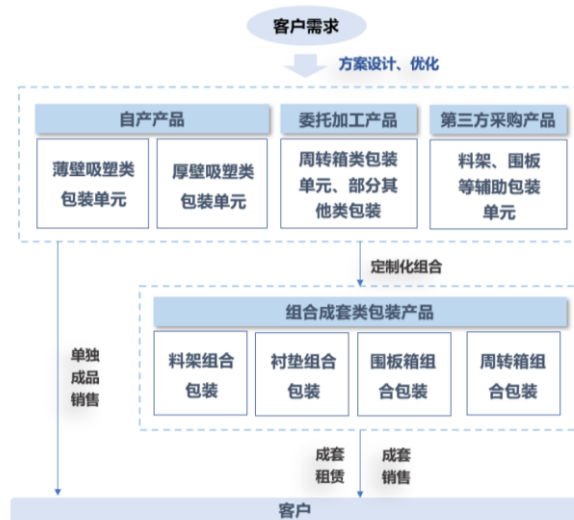 客户需求
方案设计、优化
自产产品
委托加工产品
第三方采购产品
薄壁吸塑类
包装单元
厚壁吸塑类
包装单元
周转箱类包装
单元、部分其
他类包装
料架、围板
等辅助包装
单元
定制化组合
组合成套类包装产品
料架组合
包装
衬垫组合
包装
围板箱组
合包装
周转箱组
合包装
单独
成品
销售
成套
租赁
成套
销售
客户